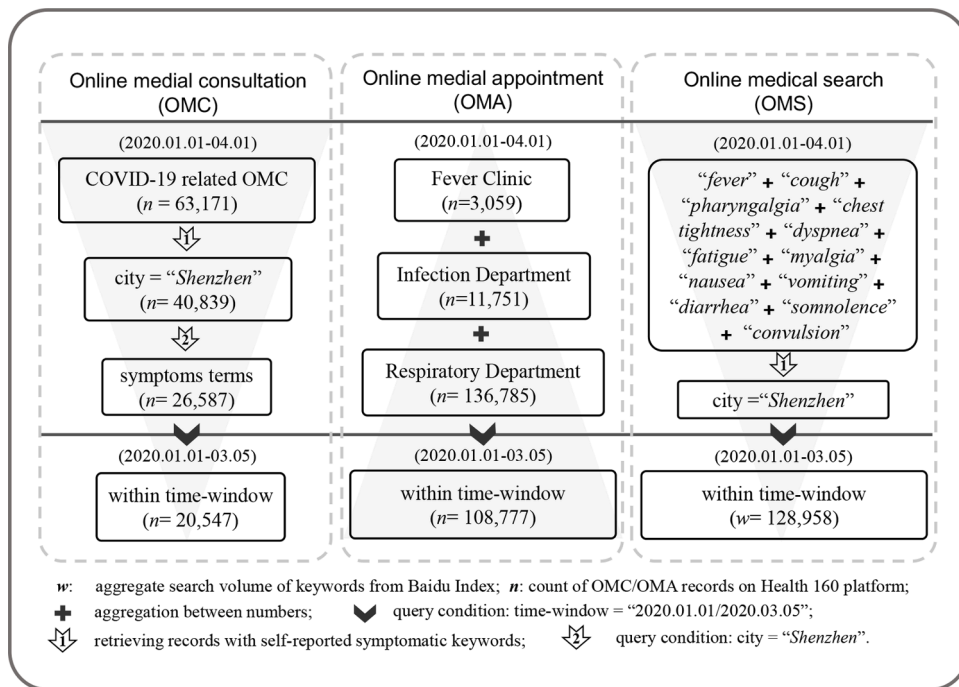 Online medial consultation
(OMC)
(2020.01.01-04.01)
COVID-19 related OMC
(n = 63,171)
1
city = “Shenzhen”
(n= 40,839)
2
symptoms terms
(n= 26,587)
(2020.01.01-03.05)
within time-window
(n= 20,547)
Online medial appointment
(OMA)
(2020.01.01-04.01)
Fever Clinic
(n=3,059)
+
Infection Department
(n=11,751)
+
Respiratory Department
(n= 136,785)
(2020.01.01-03.05)
within time-window
(n= 108,777)
Online medical search
(OMS)
(2020.01.01-04.01)
“fever” + “cough” +
“pharyngalgia” + “chest
tightness” + “dyspnea” +
“fatigue” + “myalgia” +
“nausea” + “vomiting” +
“diarrhea” + “somnolence”
+ “convulsion”
1
city =“Shenzhen”
(2020.01.01-03.05)
within time-window
(w= 128,958)
w: aggregate search volume of keywords from Baidu Index; n: count of OMC/OMA records on Health 160 platform;
+ aggregation between numbers; query condition: time-window = “2020.01.01/2020.03.05”;
1 retrieving records with self-reported symptomatic keywords; 2 query condition: city = “Shenzhen”.